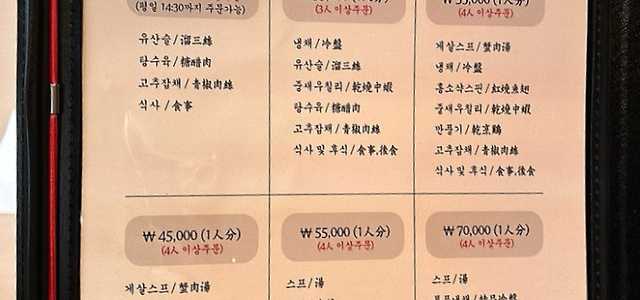 (평일 14:30까지 주문가능)
유산슬/溜三絲
탕수육/糖醋肉
고추잡채/靑椒肉絲
식사/食事
(3人 이상주문)
냉채/冷盤
유산슬/溜三絲
중새우칠리/乾燒中蝦
탕수육/糖醋肉
고추잡채/靑椒肉絲
식사 및 후식/食事,後食
₩ 55,000 (1人分)
(4人 이상주문)
게살스프/蟹肉湯
냉채/冷盤
홍소삭스핀/紅燒魚翅
중새우칠리/乾燒中蝦
깐풍기/乾烹鷄
고추잡채/靑椒肉絲
식사 및 후식/食事,後食
₩ 45,000 (1人分)
(4人 이상주문)
게살스프/蟹肉湯
₩ 55,000 (1人分)
(4人 이상주문)
스프/湯
₩ 70,000 (1人分)
(4人 이상주문)
스프/湯